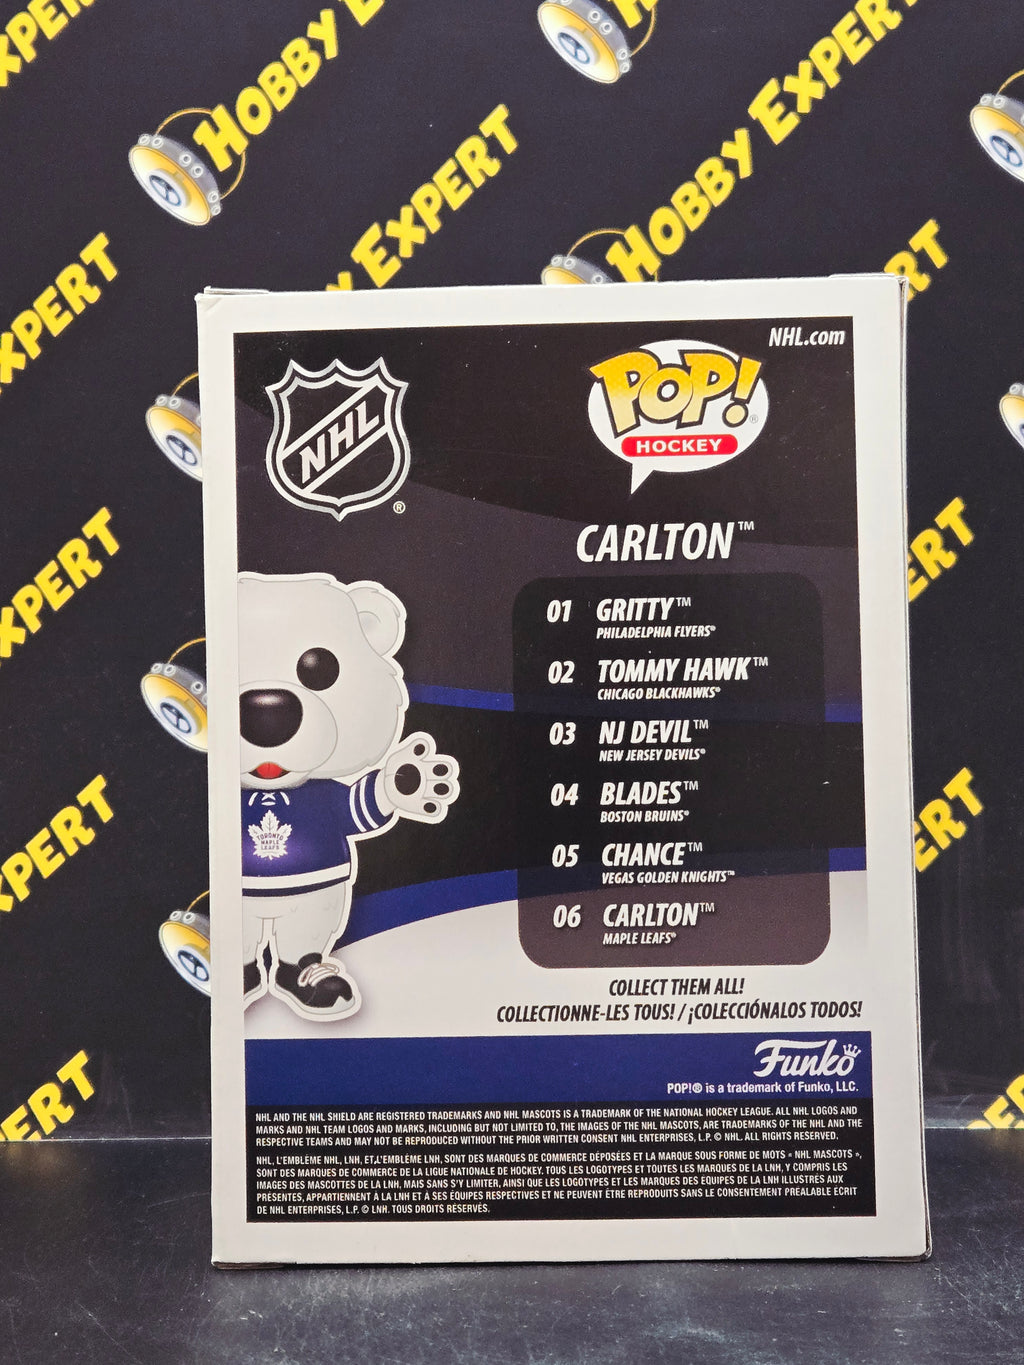 HOBBY EXPERT
HOBBY EXPERT
EXPERT
HOBBY EXPERT
EXPERT
EXPERT
NHL.com
NHL®
POP!®
HOCKEY
CARLTON™
01 GRITTY™
PHILADELPHIA FLYERS®
02 TOMMY HAWK™
CHICAGO BLACKHAWKS®
03 NJ DEVIL™
NEW JERSEY DEVILS®
04 BLADES™
BOSTON BRUINS®
05 CHANCE™
VEGAS GOLDEN KNIGHTS™
06 CARLTON™
MAPLE LEAFS®
TORONTO
MAPLE
LEAFS
COLLECT THEM ALL!
COLLECTIONNE-LES TOUS! / ¡COLECCIÓNALOS TODOS!
Funko
POP!® is a trademark of Funko, LLC.
NHL AND THE NHL SHIELD ARE REGISTERED TRADEMARKS AND NHL MASCOTS IS A TRADEMARK OF THE NATIONAL HOCKEY LEAGUE. ALL NHL LOGOS AND
MARKS AND NHL TEAM LOGOS AND MARKS, INCLUDING BUT NOT LIMITED TO, THE IMAGES OF THE NHL MASCOTS, ARE TRADEMARKS OF THE NHL AND THE
RESPECTIVE TEAMS AND MAY NOT BE REPRODUCED WITHOUT THE PRIOR WRITTEN CONSENT NHL ENTERPRISES, L.P. © NHL. ALL RIGHTS RESERVED.
NHL, L'EMBLÈME NHL, LNH, ET L'EMBLÈME LNH, SONT DES MARQUES DE COMMERCE DÉPOSÉES ET LA MARQUE SOUS FORME DE MOTS « NHL MASCOTS »,
SONT DES MARQUES DE COMMERCE DE LA LIGUE NATIONALE DE HOCKEY. TOUS LES LOGOTYPES ET TOUTES LES MARQUES DE LA LNH, Y COMPRIS LES
IMAGES DES MASCOTTES DE LA LNH, MAIS SANS S'Y LIMITER, AINSI QUE LES LOGOTYPES ET LES MARQUES DES ÉQUIPES DE LA LNH ILLUSTRÉS AUX
PRÉSENTES, APPARTIENNENT À LA LNH ET À SES ÉQUIPES RESPECTIVES ET NE PEUVENT ÊTRE REPRODUITS SANS LE CONSENTEMENT PRÉALABLE ÉCRIT
DE NHL ENTERPRISES, L.P. © LNH. TOUS DROITS RÉSERVÉS.